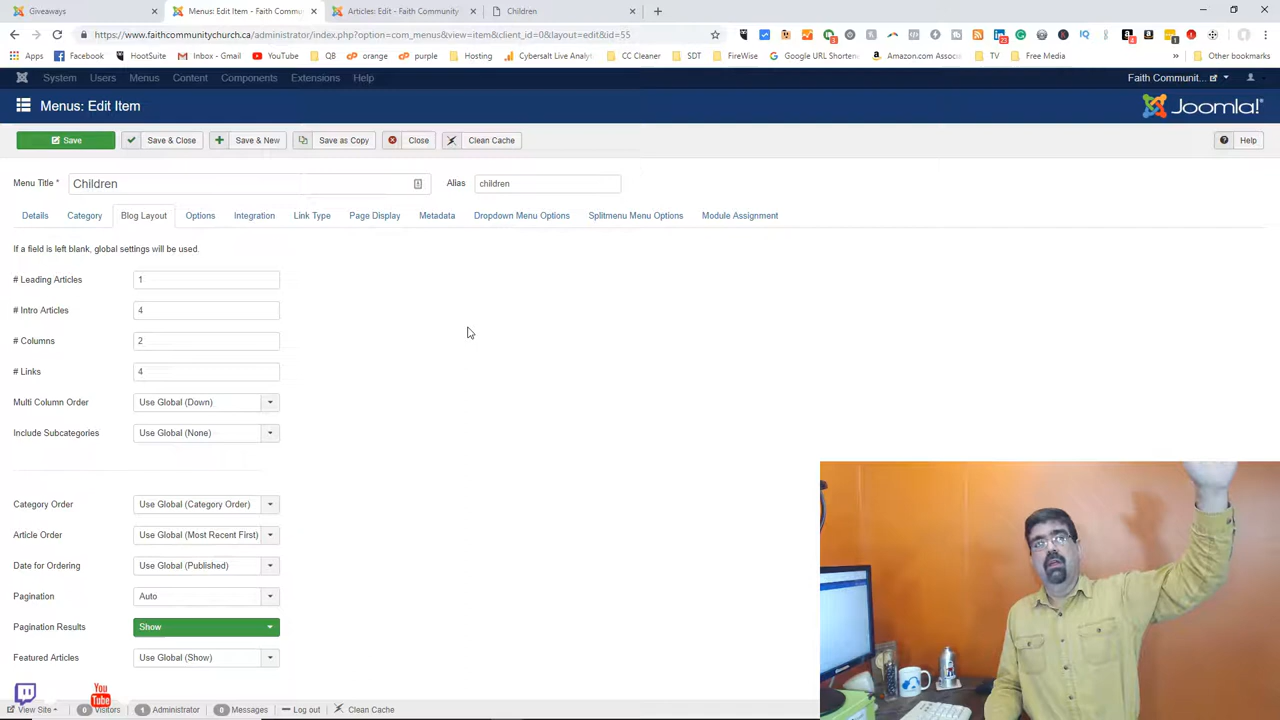 Giveaways
Menus: Edit Item - Faith Commu
Articles: Edit - Faith Community
Children
https://www.faithcommunitychurch.ca/administrator/index.php?option=com_menus&view=item&client_id=0&layout=edit&id=55
Apps Facebook HootSuite Inbox - Gmail YouTube QB orange purple Hosting Cybersalt Live Analy SDT CC Cleaner FireWise Google URL Shortene Amazon.com Associ TV Free Media Other bookmarks
System Users Menus Content Components Extensions Help Faith Communit...
Menus: Edit Item Joomla!
Save Save & Close Save & New Save as Copy Close Clean Cache Help
Menu Title * Children Alias children
Details Category Blog Layout Options Integration Link Type Page Display Metadata Dropdown Menu Options Splitmenu Menu Options Module Assignment
If a field is left blank, global settings will be used.
# Leading Articles 1
# Intro Articles 4
# Columns 2
# Links 4
Multi Column Order Use Global (Down)
Include Subcategories Use Global (None)
Category Order Use Global (Category Order)
Article Order Use Global (Most Recent First)
Date for Ordering Use Global (Published)
Pagination Auto
Pagination Results Show
Featured Articles Use Global (Show)
You Tube
View Site 0 Visitors 1 Administrator 0 Messages Log out Clean Cache